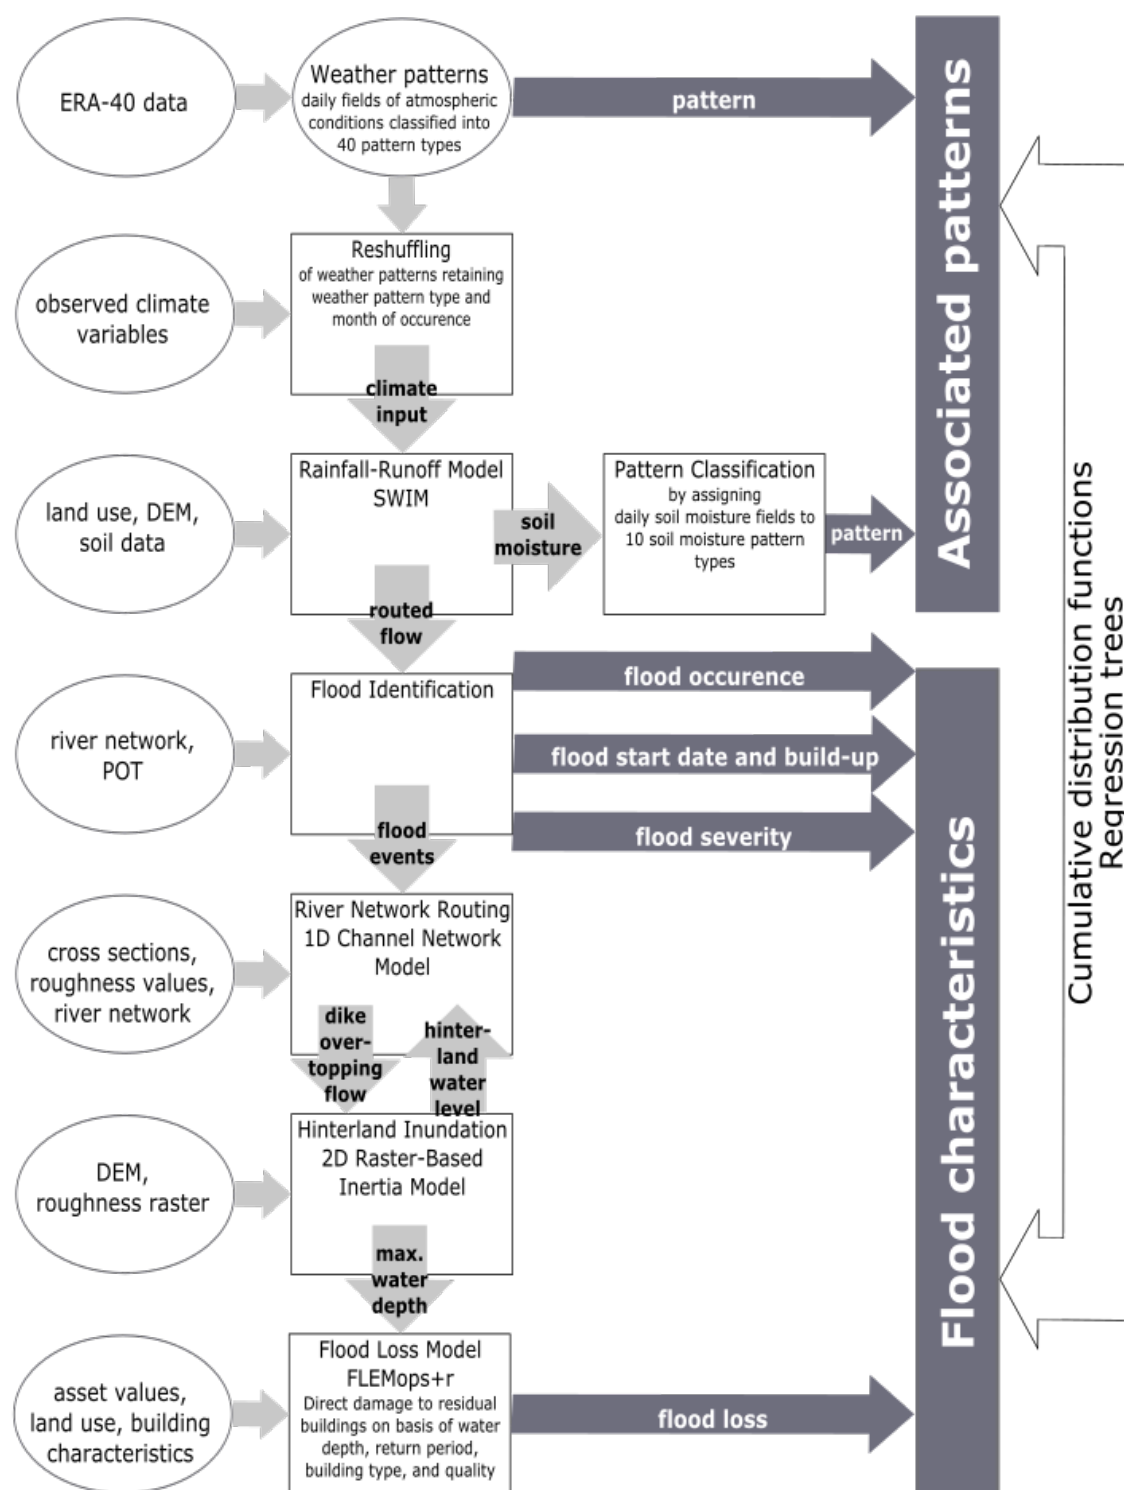 ERA-40 data
Weather patterns
daily fields of atmospheric
conditions classified into
40 pattern types
pattern
Associated patterns
observed climate
variables
Reshuffling
of weather patterns retaining
weather pattern type and
month of occurence
climate
input
land use, DEM,
soil data
Rainfall-Runoff Model
SWIM
soil
moisture
Pattern Classification
by assigning
daily soil moisture fields to
10 soil moisture pattern
types
pattern
routed
flow
river network,
POT
Flood Identification
flood occurence
flood start date and build-up
flood severity
flood
events
Flood characteristics
Cumulative distribution functions
Regression trees
cross sections,
roughness values,
river network
River Network Routing
1D Channel Network
Model
dike
over-
topping
flow
hinter-
land
water
level
DEM,
roughness raster
Hinterland Inundation
2D Raster-Based
Inertia Model
max.
water
depth
asset values,
land use, building
characteristics
Flood Loss Model
FLEMops+r
Direct damage to residual
buildings on basis of water
depth, return period,
building type, and quality
flood loss